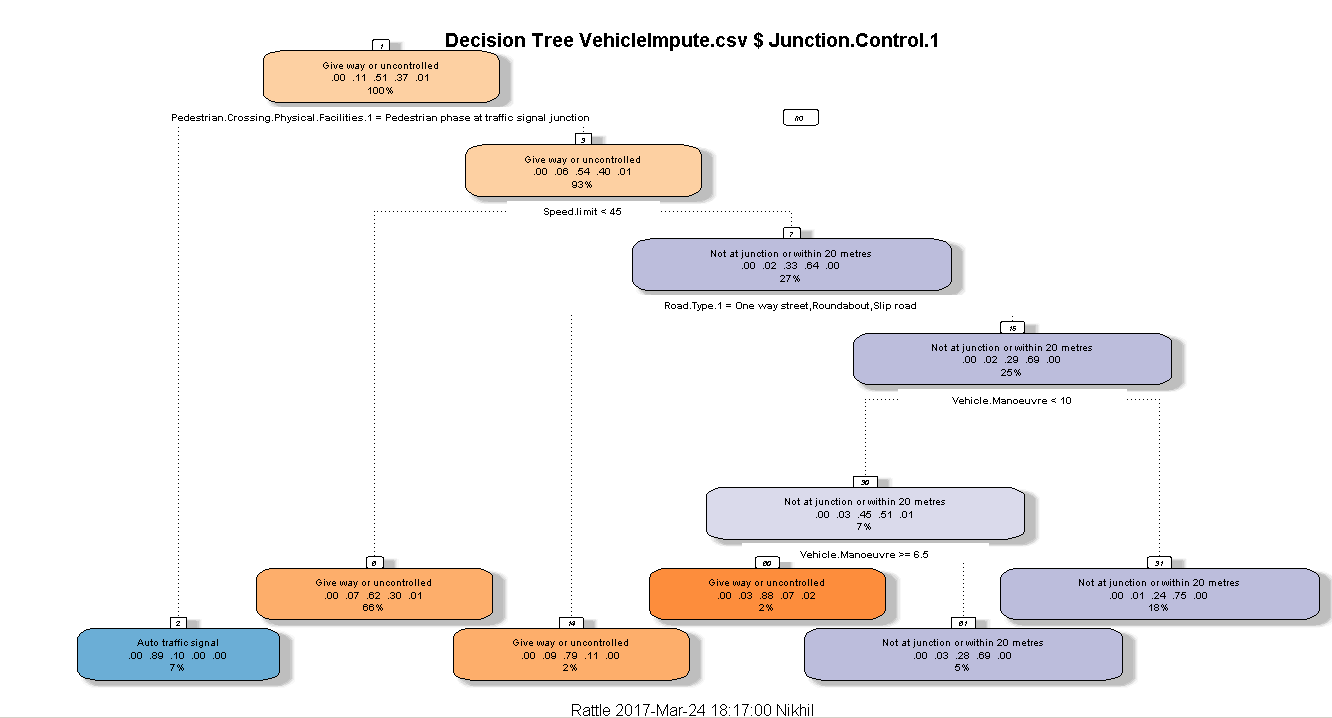 Decision Tree VehicleImpute.csv $ Junction.Control.1
1
Give way or uncontrolled
.00 .11 .51 .37 .01
100%
Pedestrian.Crossing.Physical.Facilities.1 = Pedestrian phase at traffic signal junction
no
3
Give way or uncontrolled
.00 .06 .54 .40 .01
93%
Speed.limit < 45
7
Not at junction or within 20 metres
.00 .02 .33 .64 .00
27%
Road.Type.1 = One way street,Roundabout,Slip road
15
Not at junction or within 20 metres
.00 .02 .29 .69 .00
25%
Vehicle.Manoeuvre < 10
30
Not at junction or within 20 metres
.00 .03 .45 .51 .01
7%
Vehicle.Manoeuvre >= 6.5
6
Give way or uncontrolled
.00 .07 .62 .30 .01
66%
60
Give way or uncontrolled
.00 .03 .88 .07 .02
2%
31
Not at junction or within 20 metres
.00 .01 .24 .75 .00
18%
2
Auto traffic signal
.00 .89 .10 .00 .00
7%
14
Give way or uncontrolled
.00 .09 .79 .11 .00
2%
61
Not at junction or within 20 metres
.00 .03 .28 .69 .00
5%
Rattle 2017-Mar-24 18:17:00 Nikhil